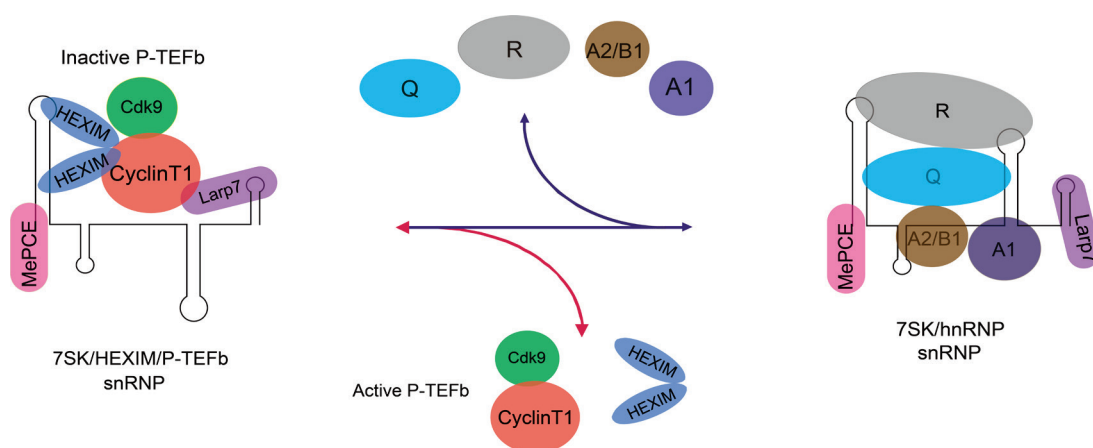 Inactive P-TEFb
Cdk9
HEXIM
HEXIM
CyclinT1
Larp7
MePCE
7SK/HEXIM/P-TEFb
snRNP
Q
R
A2/B1
A1
Active P-TEFb
Cdk9
CyclinT1
HEXIM
HEXIM
R
Q
A2/B1
A1
MePCE
Larp7
7SK/hnRNP
snRNP